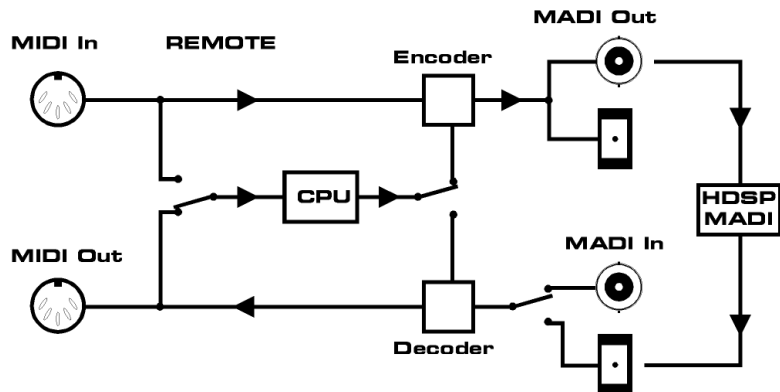 MADI Out
MIDI In
REMOTE
Encoder
CPU
HDSP
MADI
MIDI Out
MADI In
Decoder